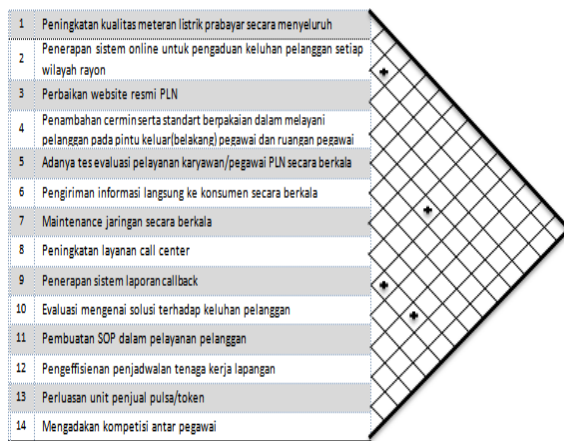 1 Peningkatan kualitas meteran listrik prabayar secara menyeluruh
2 Penerapan sistem online untuk pengaduan keluhan pelanggan setiap
wilayah rayon
3 Perbaikan website resmi PLN
4 Penambahan cermin serta standart berpakaian dalam melayani
pelanggan pada pintu keluar(belakang) pegawai dan ruangan pegawai
5 Adanya tes evaluasi pelayanan karyawan/pegawai PLN secara berkala
6 Pengiriman informasi langsung ke konsumen secara berkala
7 Maintenance jaringan secara berkala
8 Peningkatan layanan call center
9 Penerapan sistem laporan callback
10 Evaluasi mengenai solusi terhadap keluhan pelanggan
11 Pembuatan SOP dalam pelayanan pelanggan
12 Pengeffisienan penjadwalan tenaga kerja lapangan
13 Perluasan unit penjual pulsa/token
14 Mengadakan kompetisi antar pegawai